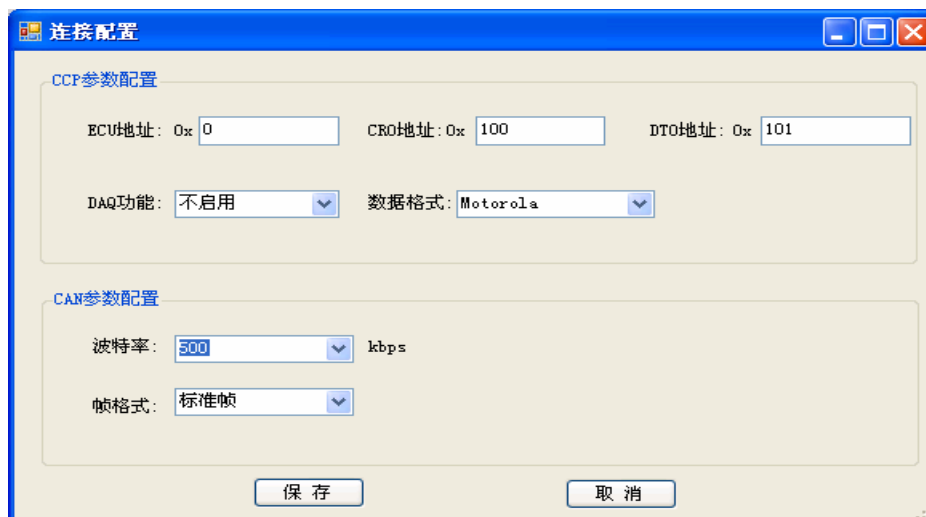 连接配置
CCP参数配置
ECU地址: 0x 0 CRO地址:0x 100 DTO地址: 0x 101
DAQ功能: 不启用 数据格式: Motorola
CAN参数配置
波特率: 500 kbps
帧格式: 标准帧
保 存 取 消